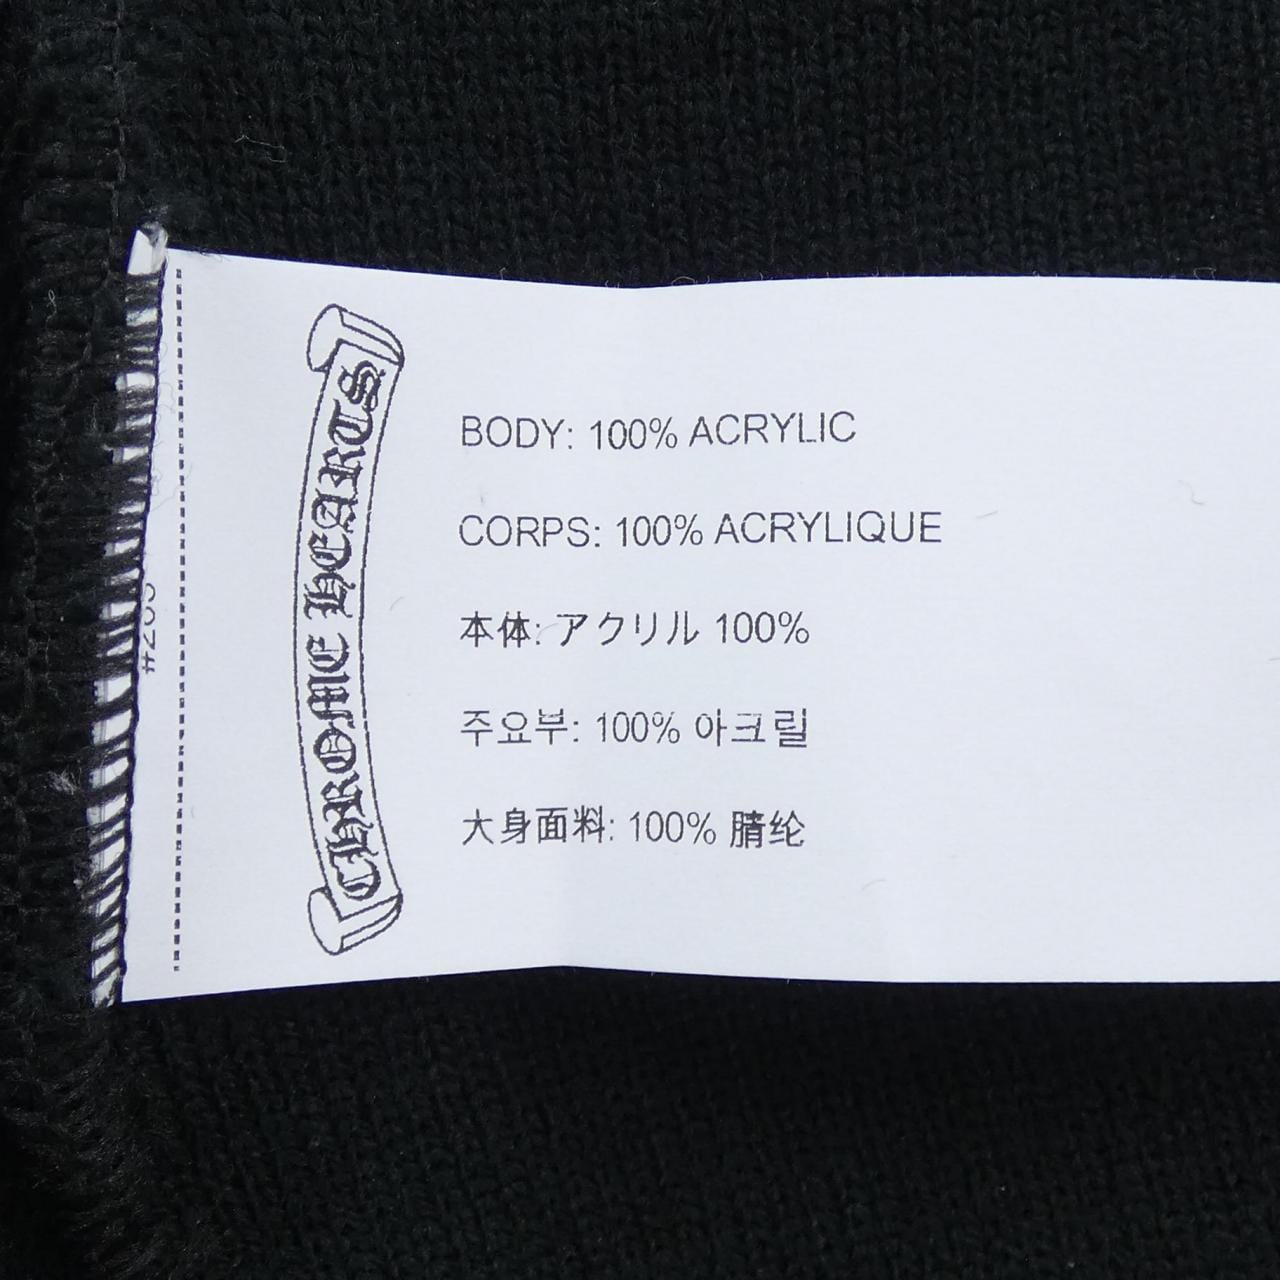 CHROME HEARTS
BODY: 100% ACRYLIC
CORPS: 100% ACRYLIQUE
本体: アクリル 100%
주요부: 100% 아크릴
大身面料: 100% 腈纶